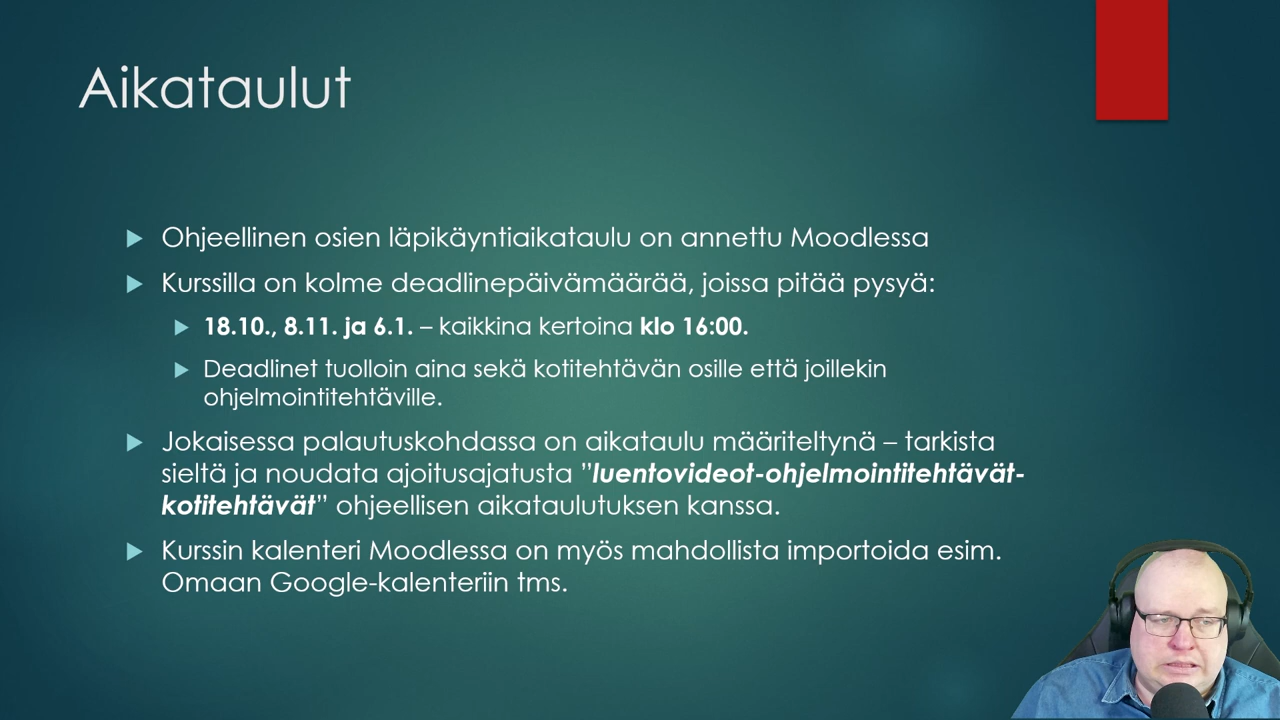 Aikataulut
Ohjeellinen osien läpikäyntiaikataulu on annettu Moodlessa
Kurssilla on kolme deadlinepäivämäärää, joissa pitää pysyä:
18.10., 8.11. ja 6.1. – kaikkina kertoina klo 16:00.
Deadlinet tuolloin aina sekä kotitehtävän osille että joillekin
ohjelmointitehtäville.
Jokaisessa palautuskohdassa on aikataulu määriteltynä – tarkista
sieltä ja noudata ajoitusajatusta ”luentovideot-ohjelmointitehtävät-
kotitehtävät” ohjeellisen aikataulutuksen kanssa.
Kurssin kalenteri Moodlessa on myös mahdollista importoida esim.
Omaan Google-kalenteriin tms.